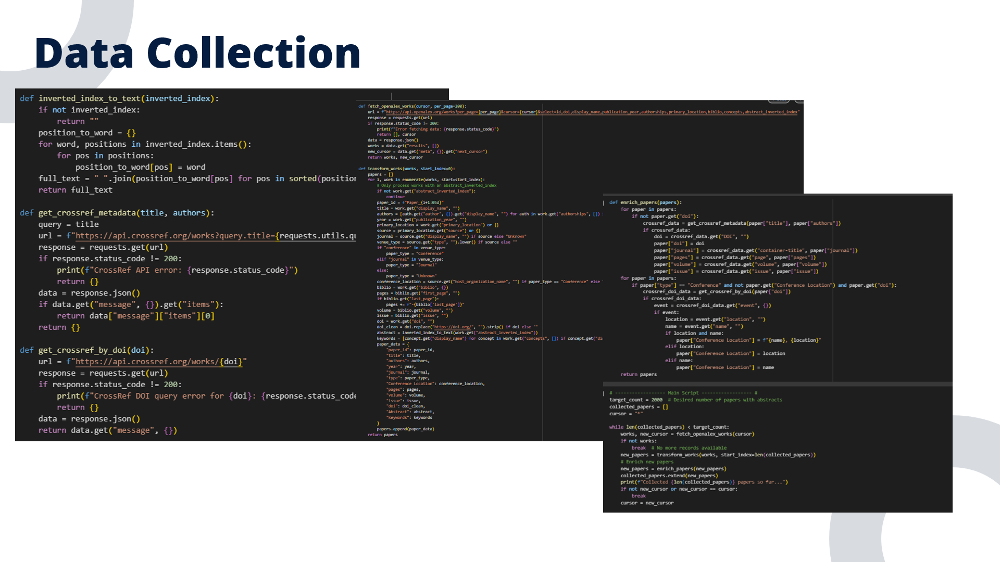 Data Collection
def inverted_index_to_text(inverted_index):
    if not inverted_index:
        return ""
    position_to_word = {}
    for word, positions in inverted_index.items():
        for pos in positions:
            position_to_word[pos] = word
    full_text = " ".join(position_to_word[pos] for pos in sorted(position
    return full_text
def get_crossref_metadata(title, authors):
    query = title
    url = f"https://api.crossref.org/works?query.title={requests.utils.qu
    response = requests.get(url)
    if response.status_code != 200:
        print(f"CrossRef API error: {response.status_code}")
        return {}
    data = response.json()
    if data.get("message", {}).get("items"):
        return data["message"]["items"][0]
    return {}
def get_crossref_by_doi(doi):
    url = f"https://api.crossref.org/works/{doi}"
    response = requests.get(url)
    if response.status_code != 200:
        print(f"CrossRef DOI query error for {doi}: {response.status_code
        return {}
    data = response.json()
    return data.get("message", {})
def fetch_openalex_works(cursor, per_page=200):
    url = f"https://api.openalex.org/works?per_page={per_page}&cursor={cursor}&select=id,doi,display_name,publication_year,authorships,primary_location,biblio,concepts,abstract_inverted_index"
    response = requests.get(url)
    if response.status_code != 200:
        print(f"Error fetching data: {response.status_code}")
        return [], cursor
    data = response.json()
    works = data.get("results", [])
    new_cursor = data.get("meta", {}).get("next_cursor")
    return works, new_cursor
def transform_works(works, start_index=0):
    papers = []
    for i, work in enumerate(works, start=start_index):
        # Only process works with an abstract_inverted_index
        if not work.get("abstract_inverted_index"):
            continue
        paper_id = f"Paper_{i+1:05d}"
        title = work.get("display_name", "")
        authors = [auth.get("author", {}).get("display_name", "") for auth in work.get("authorships", [])
        year = work.get("publication_year", "")
        primary_location = work.get("primary_location") or {}
        source = primary_location.get("source") or {}
        journal = source.get("display_name", "") if source else "Unknown"
        venue_type = source.get("type", "").lower() if source else ""
        if "conference" in venue_type:
            paper_type = "Conference"
        elif "journal" in venue_type:
            paper_type = "Journal"
        else:
            paper_type = "Unknown"
        conference_location = source.get("host_organization_name", "") if paper_type == "Conference" else "
        biblio = work.get("biblio", {})
        pages = biblio.get("first_page", "")
        if biblio.get("last_page"):
            pages += f"-{biblio['last_page']}"
        volume = biblio.get("volume", "")
        issue = biblio.get("issue", "")
        doi = work.get("doi", "")
        doi_clean = doi.replace("https://doi.org/", "").strip() if doi else ""
        abstract = inverted_index_to_text(work.get("abstract_inverted_index"))
        keywords = [concept.get("display_name") for concept in work.get("concepts", []) if concept.get("dis
        paper_data = {
            "paper_id": paper_id,
            "title": title,
            "authors": authors,
            "year": year,
            "journal": journal,
            "type": paper_type,
            "Conference Location": conference_location,
            "pages": pages,
            "volume": volume,
            "issue": issue,
            "doi": doi_clean,
            "Abstract": abstract,
            "keywords": keywords
        }
        papers.append(paper_data)
    return papers
def enrich_papers(papers):
    for paper in papers:
        if not paper.get("doi"):
            crossref_data = get_crossref_metadata(paper["title"], paper["authors"])
            if crossref_data:
                doi = crossref_data.get("DOI", "")
                paper["doi"] = doi
                paper["journal"] = crossref_data.get("container-title", paper["journal"])
                paper["pages"] = crossref_data.get("page", paper["pages"])
                paper["volume"] = crossref_data.get("volume", paper["volume"])
                paper["issue"] = crossref_data.get("issue", paper["issue"])
    for paper in papers:
        if paper["type"] == "Conference" and not paper.get("Conference Location") and paper.get("doi"):
            crossref_doi_data = get_crossref_by_doi(paper["doi"])
            if crossref_doi_data:
                event = crossref_doi_data.get("event", {})
                if event:
                    location = event.get("location", "")
                    name = event.get("name", "")
                    if location and name:
                        paper["Conference Location"] = f"{name}, {location}"
                    elif location:
                        paper["Conference Location"] = location
                    elif name:
                        paper["Conference Location"] = name
    return papers
# ------------------ Main Script ------------------ #
target_count = 2000  # Desired number of papers with abstracts
collected_papers = []
cursor = "*"
while len(collected_papers) < target_count:
    works, new_cursor = fetch_openalex_works(cursor)
    if not works:
        break  # No more records available
    new_papers = transform_works(works, start_index=len(collected_papers))
    # Enrich new papers
    new_papers = enrich_papers(new_papers)
    collected_papers.extend(new_papers)
    print(f"Collected {len(collected_papers)} papers so far...")
    if not new_cursor or new_cursor == cursor:
        break
    cursor = new_cursor